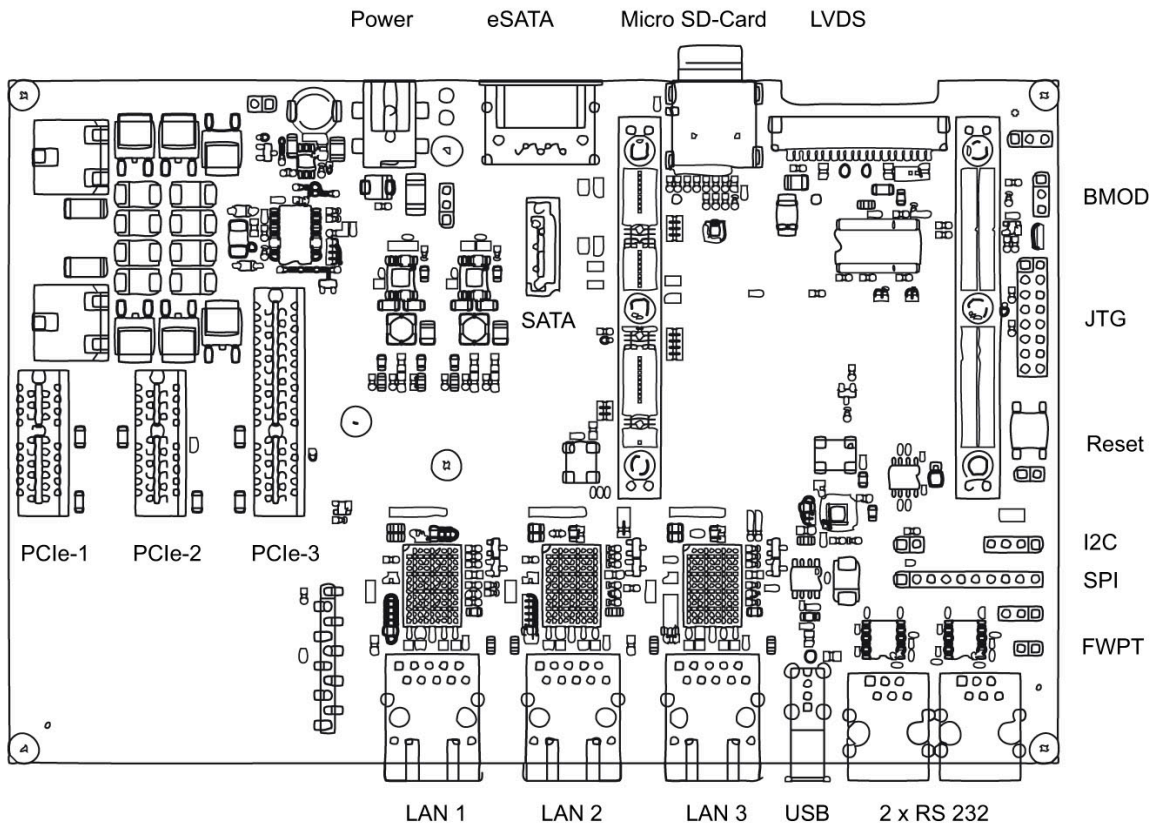 Power eSATA Micro SD-Card LVDS
BMOD
SATA
JTG
Reset
PCIe-1 PCIe-2 PCIe-3
I2C
SPI
FWPT
LAN 1 LAN 2 LAN 3 USB 2 x RS 232